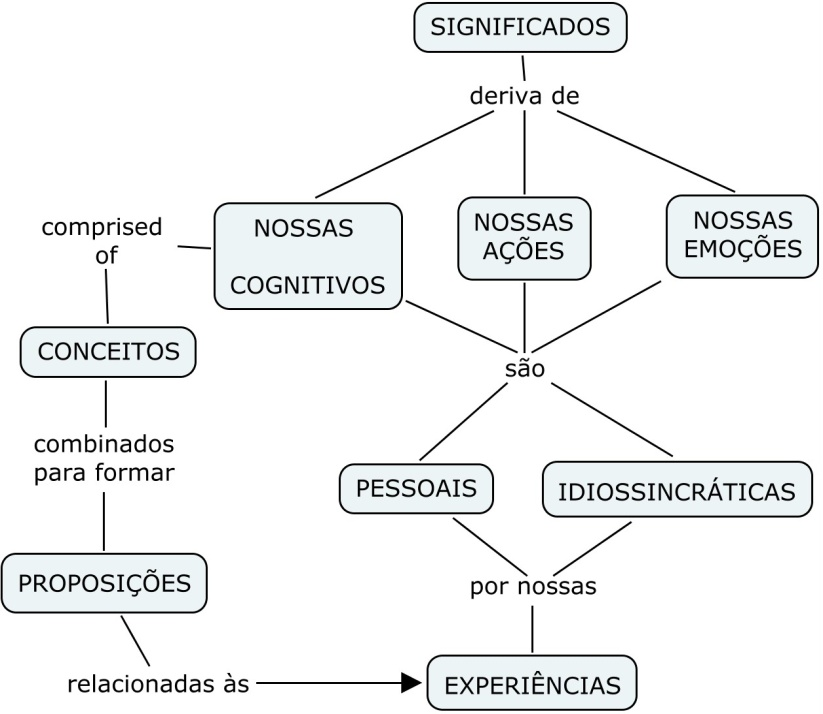 SIGNIFICADOS
deriva de
NOSSAS
COGNITIVOS
NOSSAS
AÇÕES
NOSSAS
EMOÇÕES
comprised
of
CONCEITOS
são
combinados
para formar
PESSOAIS
IDIOSSINCRÁTICAS
PROPOSIÇÕES
por nossas
relacionadas às
EXPERIÊNCIAS